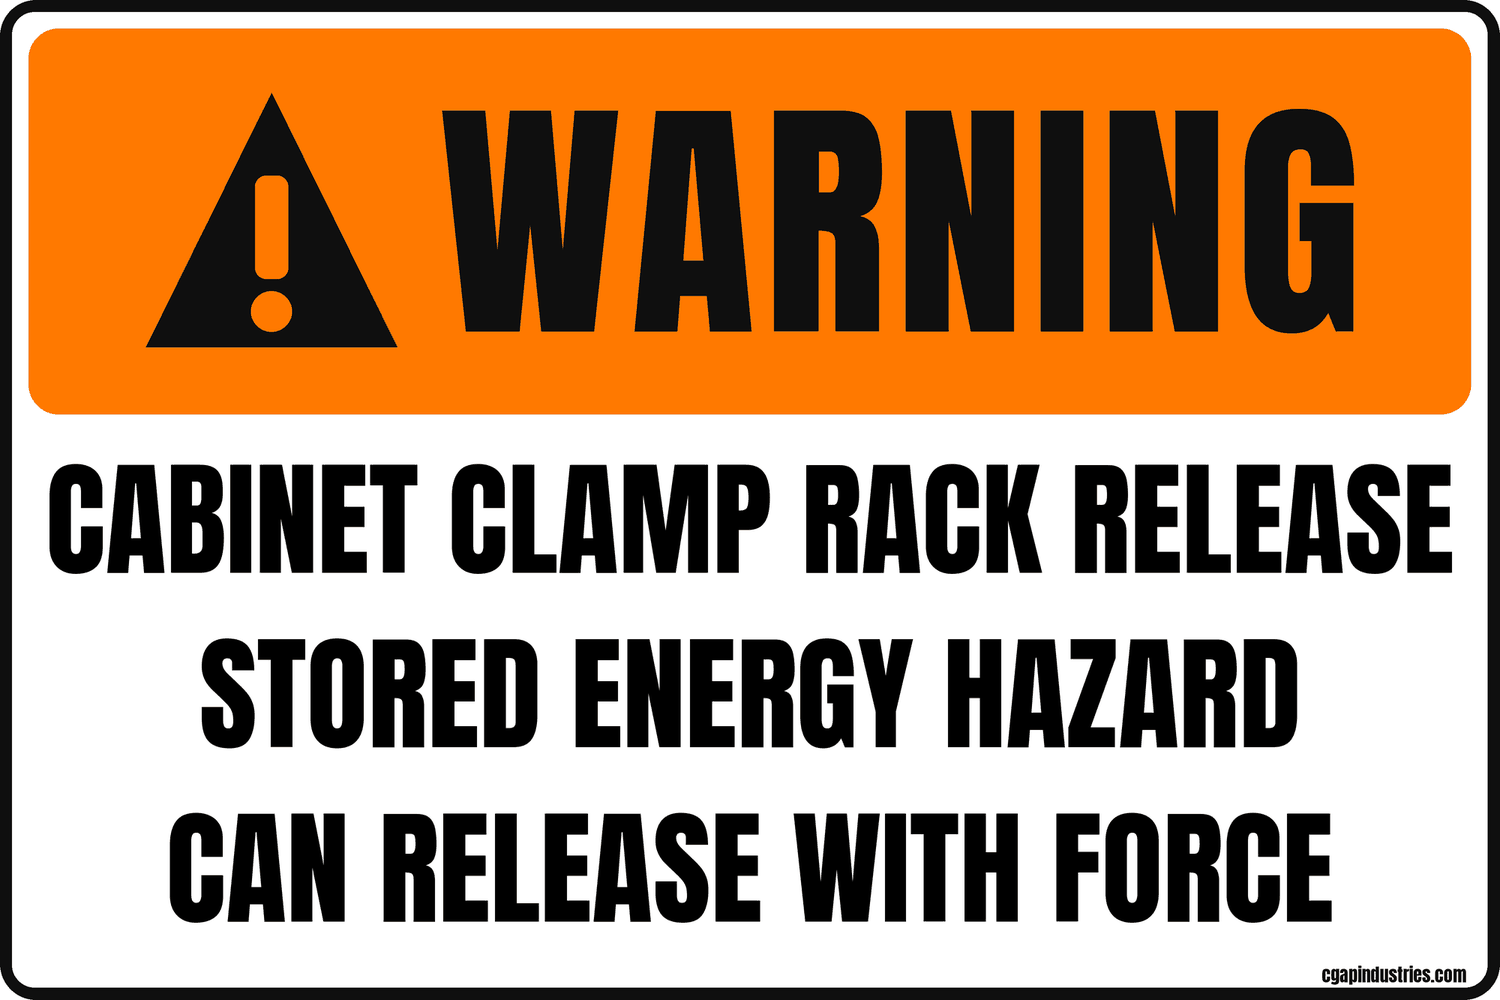 WARNING
CABINET CLAMP RACK RELEASE
STORED ENERGY HAZARD
CAN RELEASE WITH FORCE
cgapindustries.com